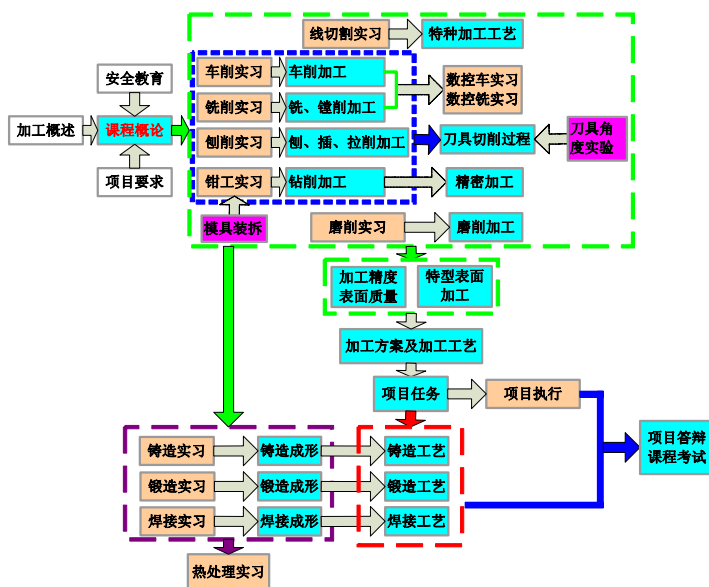 线切割实习
特种加工工艺
安全教育
车削实习
车削加工
数控车实习
数控铣实习
铣削实习
铣、镗削加工
加工概述
课程概论
刨削实习
刨、插、拉削加工
刀具切削过程
刀具角
度实验
项目要求
钳工实习
钻削加工
精密加工
模具装拆
磨削实习
磨削加工
加工精度
表面质量
特型表面
加工
加工方案及加工工艺
项目任务
项目执行
项目答辩
课程考试
铸造实习
铸造成形
铸造工艺
锻造实习
锻造成形
锻造工艺
焊接实习
焊接成形
焊接工艺
热处理实习